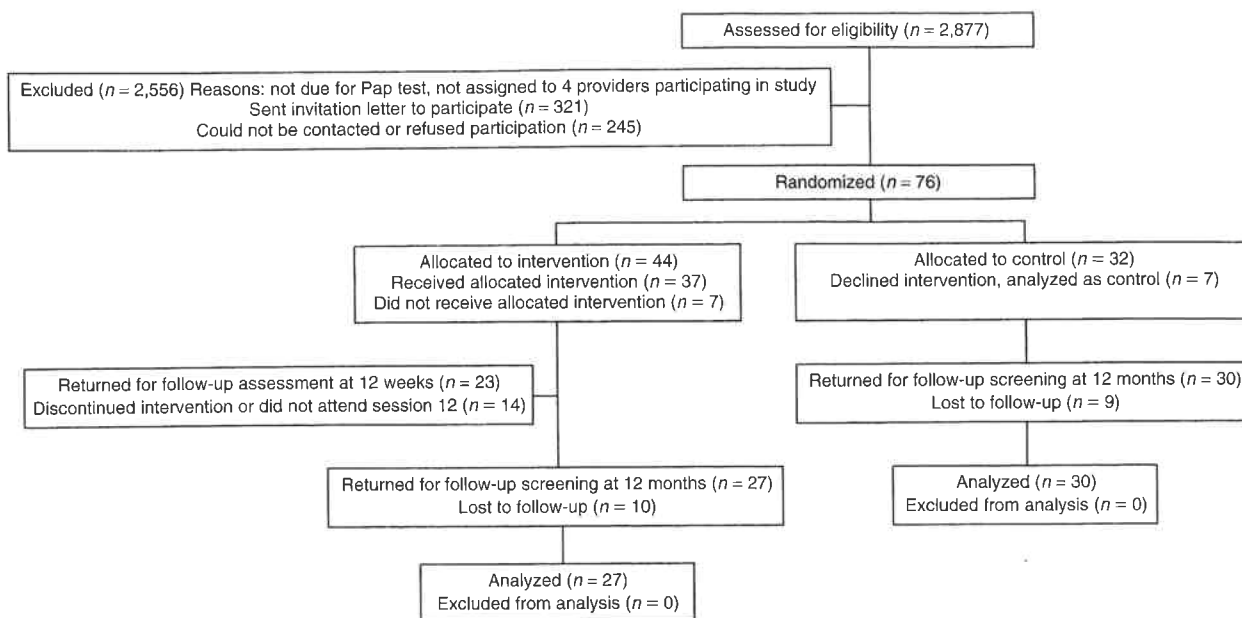 Assessed for eligibility (n = 2,877)
Excluded (n = 2,556) Reasons: not due for Pap test, not assigned to 4 providers participating in study
Sent invitation letter to participate (n = 321)
Could not be contacted or refused participation (n = 245)
Randomized (n = 76)
Allocated to intervention (n = 44)
Received allocated intervention (n = 37)
Did not receive allocated intervention (n = 7)
Allocated to control (n = 32)
Declined intervention, analyzed as control (n = 7)
Returned for follow-up assessment at 12 weeks (n = 23)
Discontinued intervention or did not attend session 12 (n = 14)
Returned for follow-up screening at 12 months (n = 30)
Lost to follow-up (n = 9)
Returned for follow-up screening at 12 months (n = 27)
Lost to follow-up (n = 10)
Analyzed (n = 30)
Excluded from analysis (n = 0)
Analyzed (n = 27)
Excluded from analysis (n = 0)